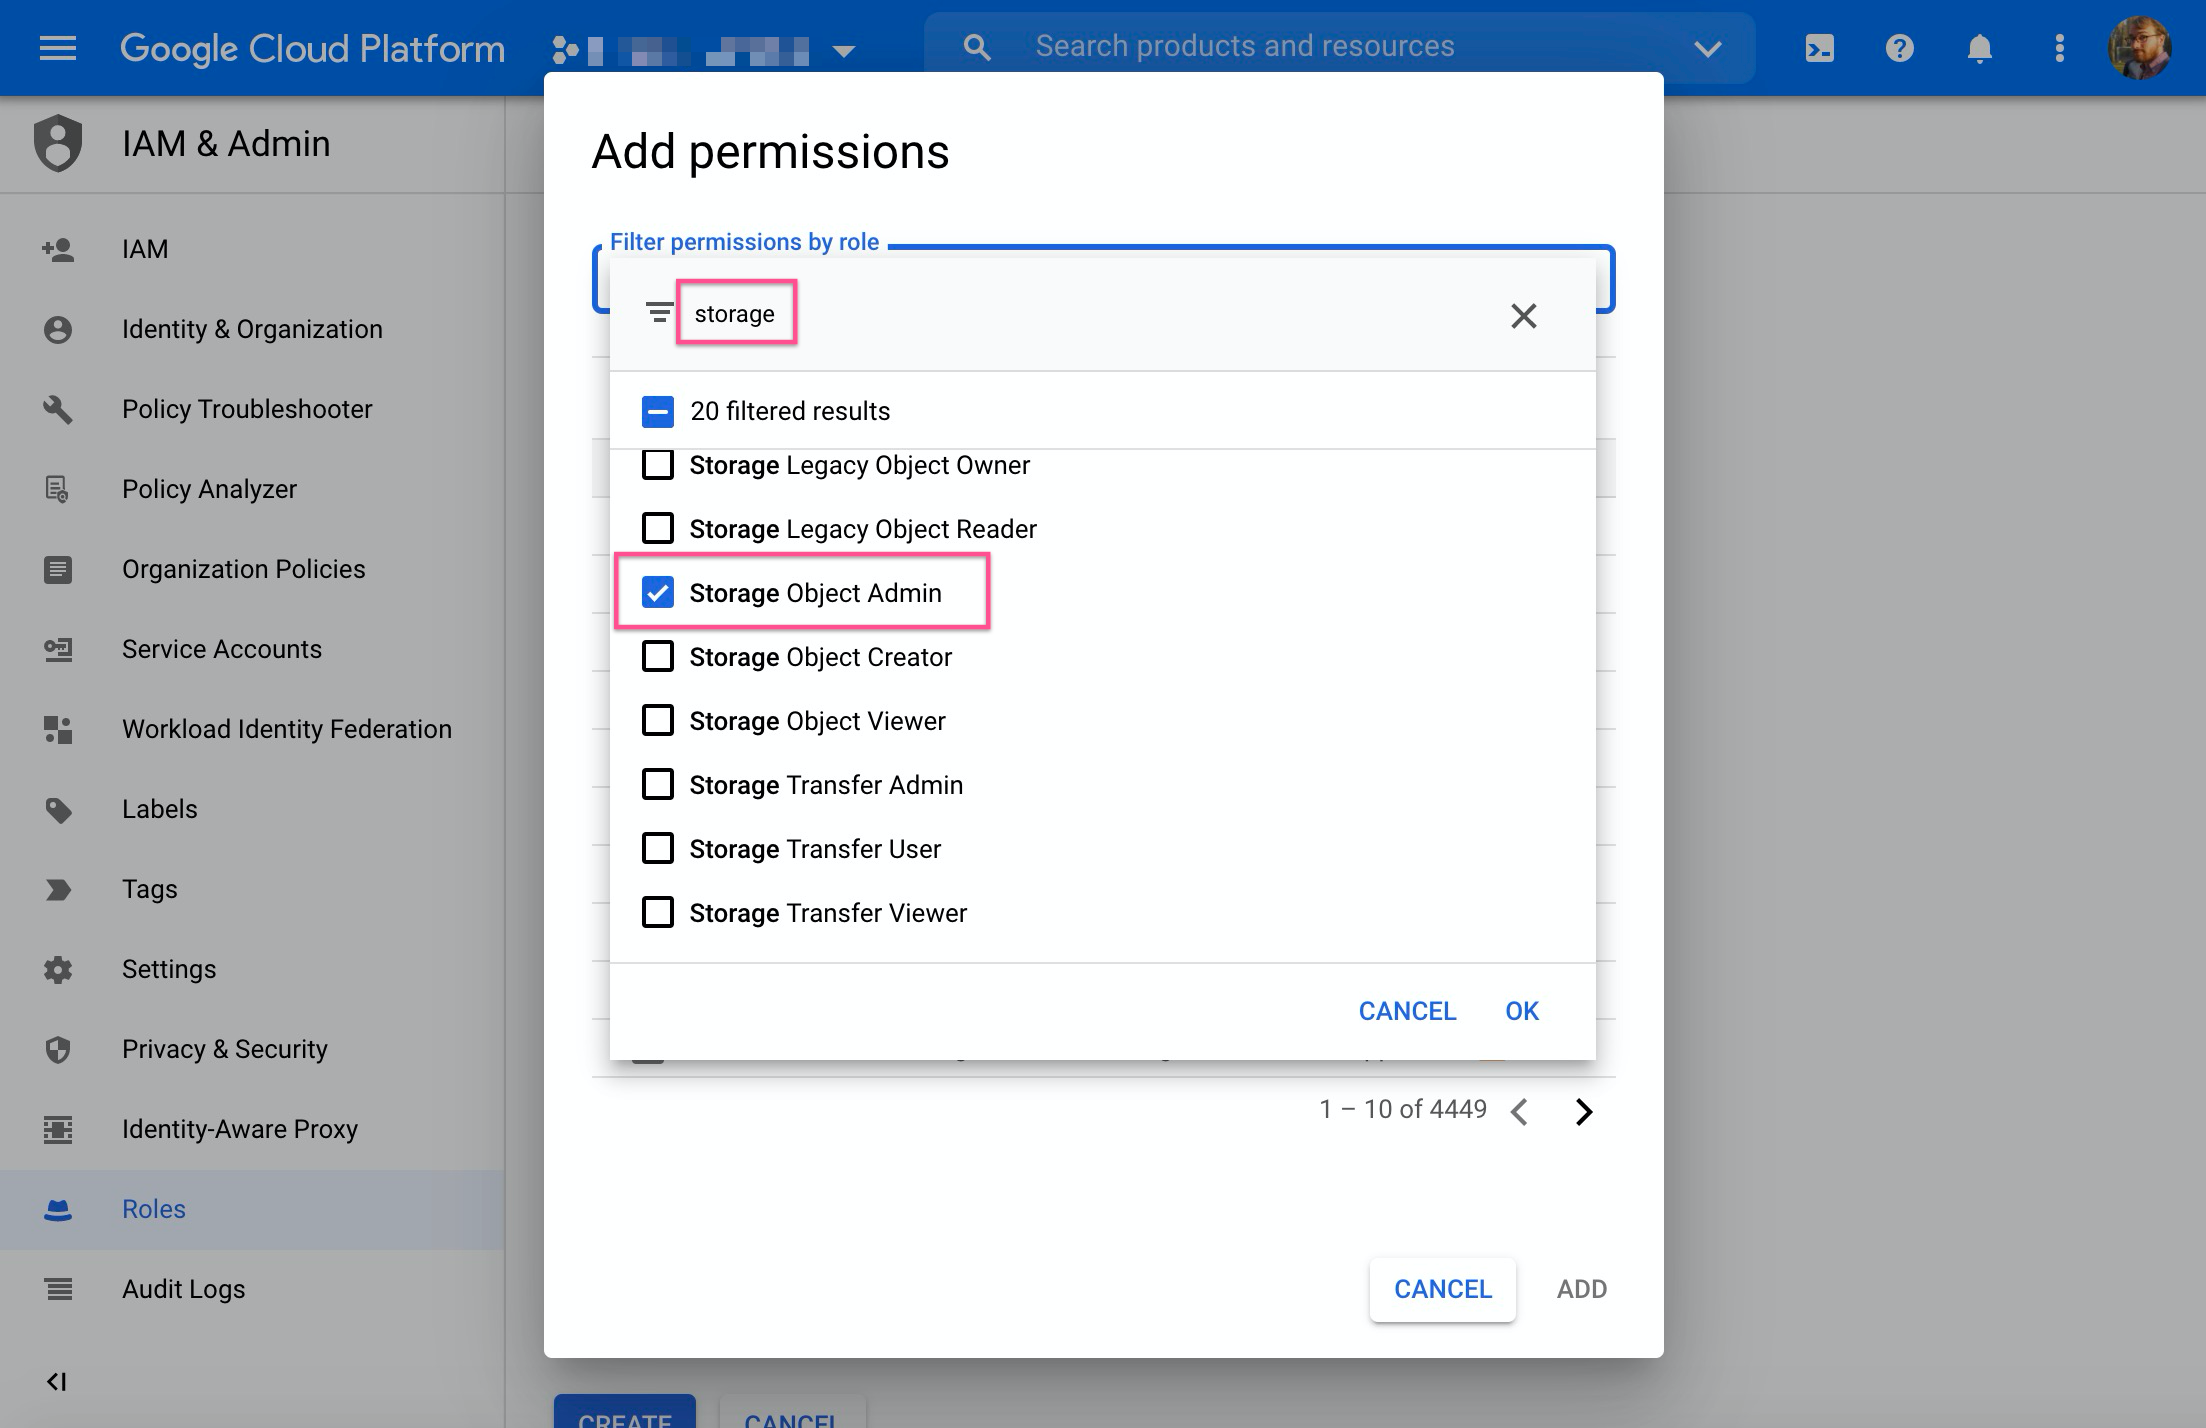 Google Cloud Platform
Search products and resources
IAM & Admin
IAM
Identity & Organization
Policy Troubleshooter
Policy Analyzer
Organization Policies
Service Accounts
Workload Identity Federation
Labels
Tags
Settings
Privacy & Security
Identity-Aware Proxy
Roles
Audit Logs
Add permissions
Filter permissions by role
storage
20 filtered results
Storage Legacy Object Owner
Storage Legacy Object Reader
Storage Object Admin
Storage Object Creator
Storage Object Viewer
Storage Transfer Admin
Storage Transfer User
Storage Transfer Viewer
CANCEL OK
1 – 10 of 4449
CANCEL ADD
CREATE CANCEL